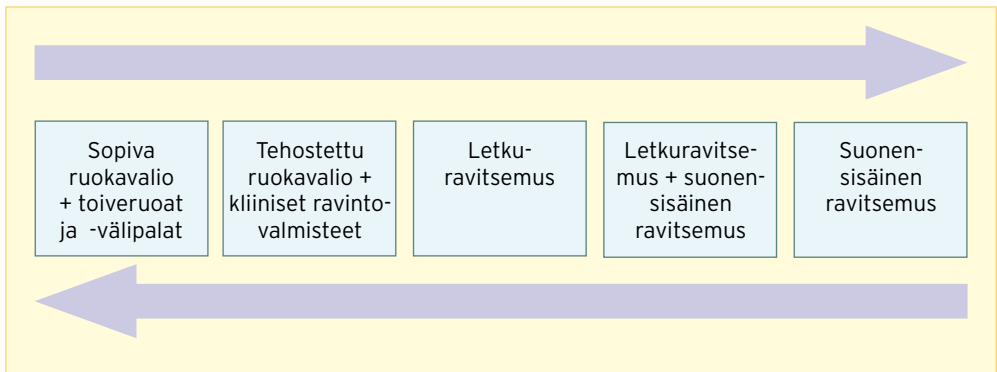 Sopiva
ruokavalio
+ toiveruoat
ja -välipalat
Tehostettu
ruokavalio +
kliiniset ravinto-
valmisteet
Letku-
ravitsemus
Letkuravitse-
mus + suonen-
sisäinen
ravitsemus
Suonen-
sisäinen
ravitsemus